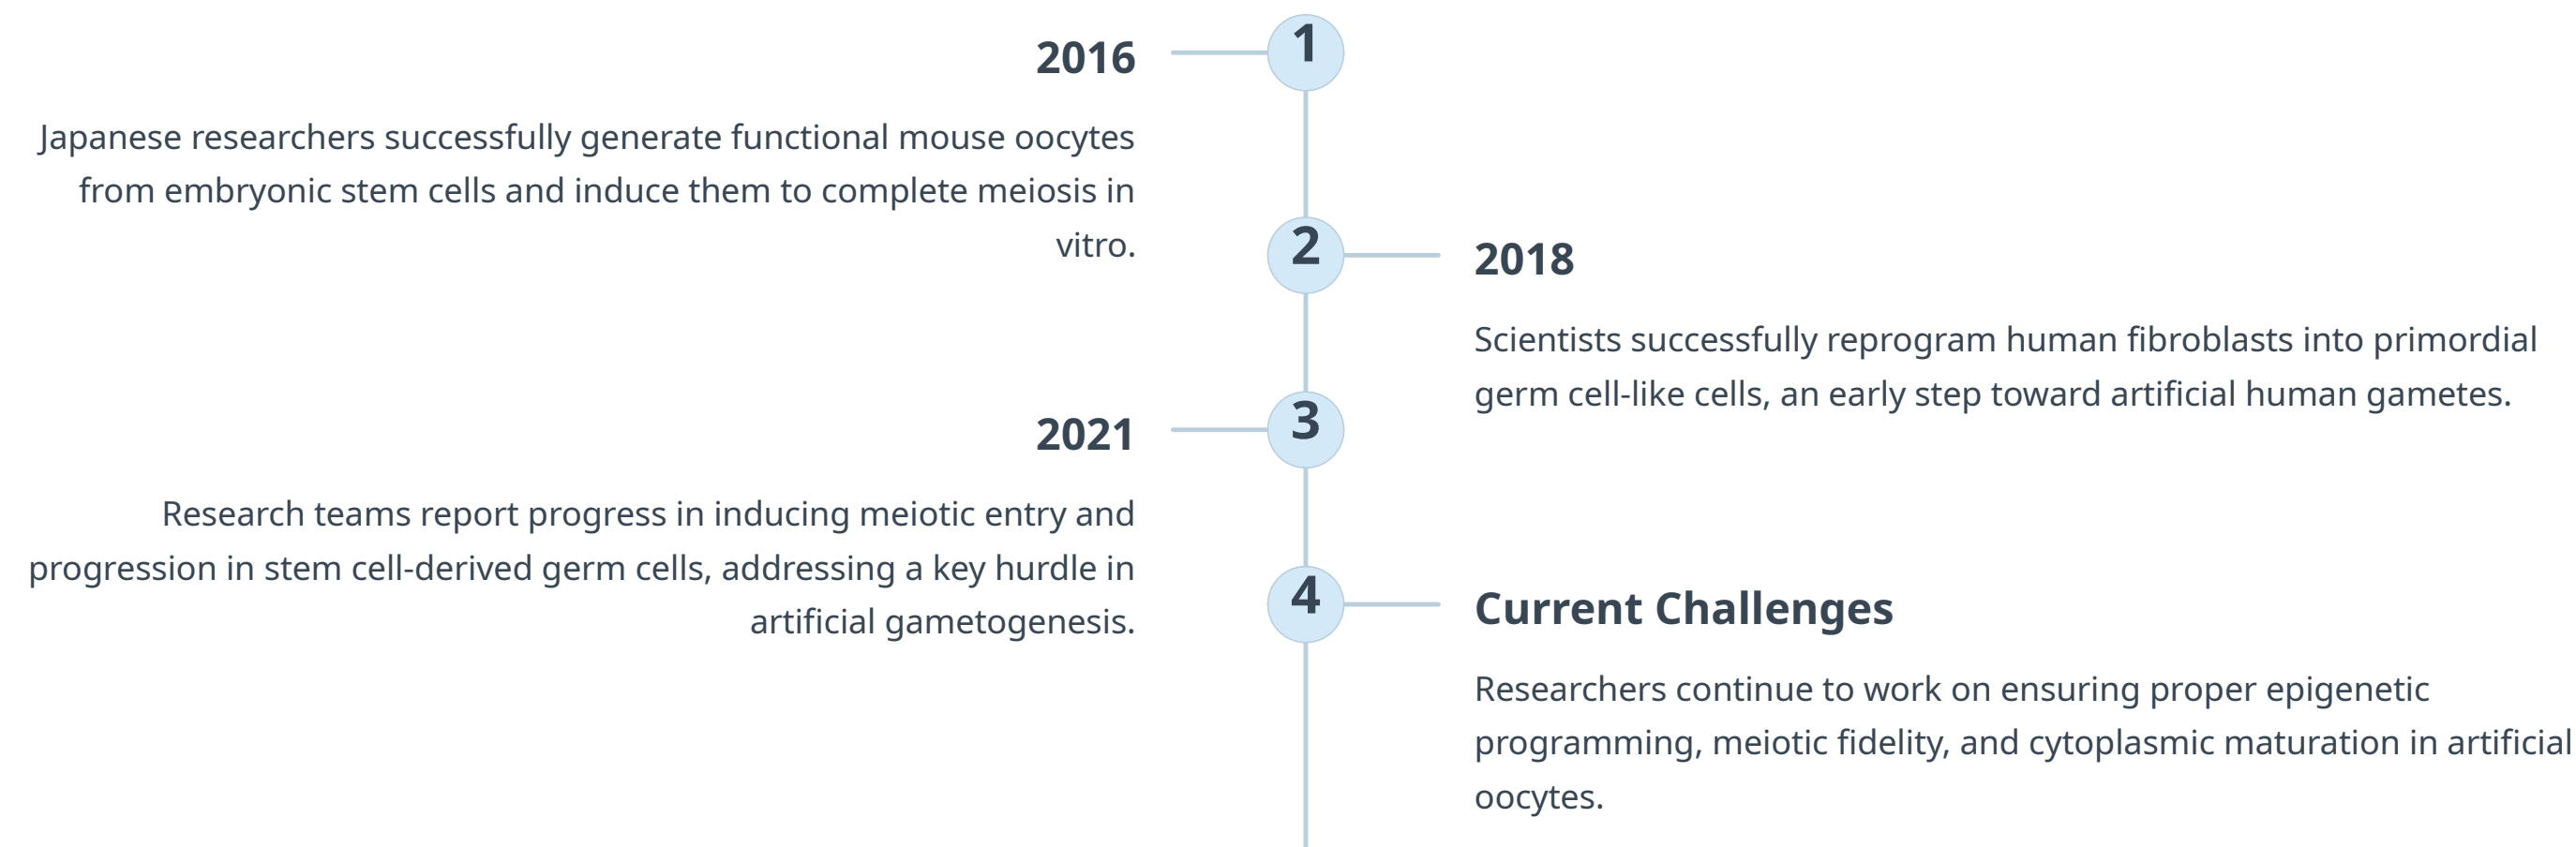 1
2016
Japanese researchers successfully generate functional mouse oocytes
from embryonic stem cells and induce them to complete meiosis in
vitro.
2
2018
Scientists successfully reprogram human fibroblasts into primordial
germ cell-like cells, an early step toward artificial human gametes.
3
2021
Research teams report progress in inducing meiotic entry and
progression in stem cell-derived germ cells, addressing a key hurdle in
artificial gametogenesis.
4
Current Challenges
Researchers continue to work on ensuring proper epigenetic
programming, meiotic fidelity, and cytoplasmic maturation in artificial
oocytes.